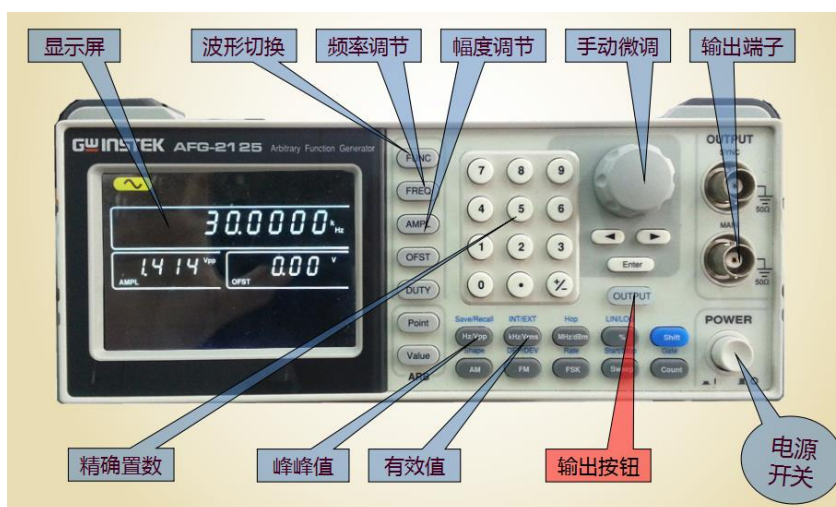 显示屏
波形切换
频率调节
幅度调节
手动微调
输出端子
GWINSTEK AFG-2125 Arbitrary Function Generator
30.0000 kHz
1.414 Vpp
AMPL
0.00 V
OFST
FUNC
FREQ
AMPL
OFST
DUTY
Point
Value
ARB
7 8 9
4 5 6
1 2 3
0 • +/-
Enter
OUTPUT
Save/Recall INT/EXT Hop
Hz/Vpp kHz/Vrms MHz/dBm % Shift
Shape Rate Gate
AM FM FSK Sweep Count
OUTPUT
SYNC
50Ω
MAIN
50Ω
POWER
精确置数
峰峰值
有效值
输出按钮
电源
开关